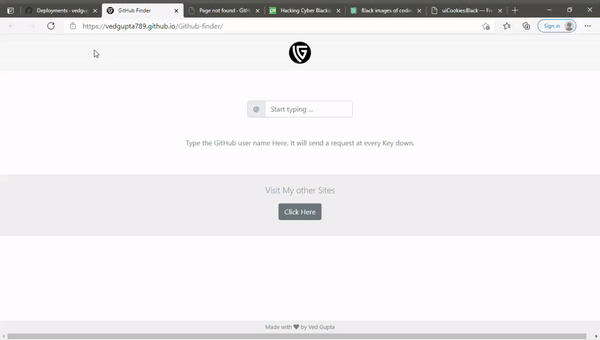 Deployments · vedgup
GitHub Finder
Page not found · GitH
Hacking Cyber Blacke
Black images of codin
uiCookiesBlack — Fre
https://vedgupta789.github.io/Github-finder/
Sign in
VG
@ Start typing ...
Type the GitHub user name Here, It will send a request at every Key down.
Visit My other Sites
Click Here
Made with ❤ by Ved Gupta